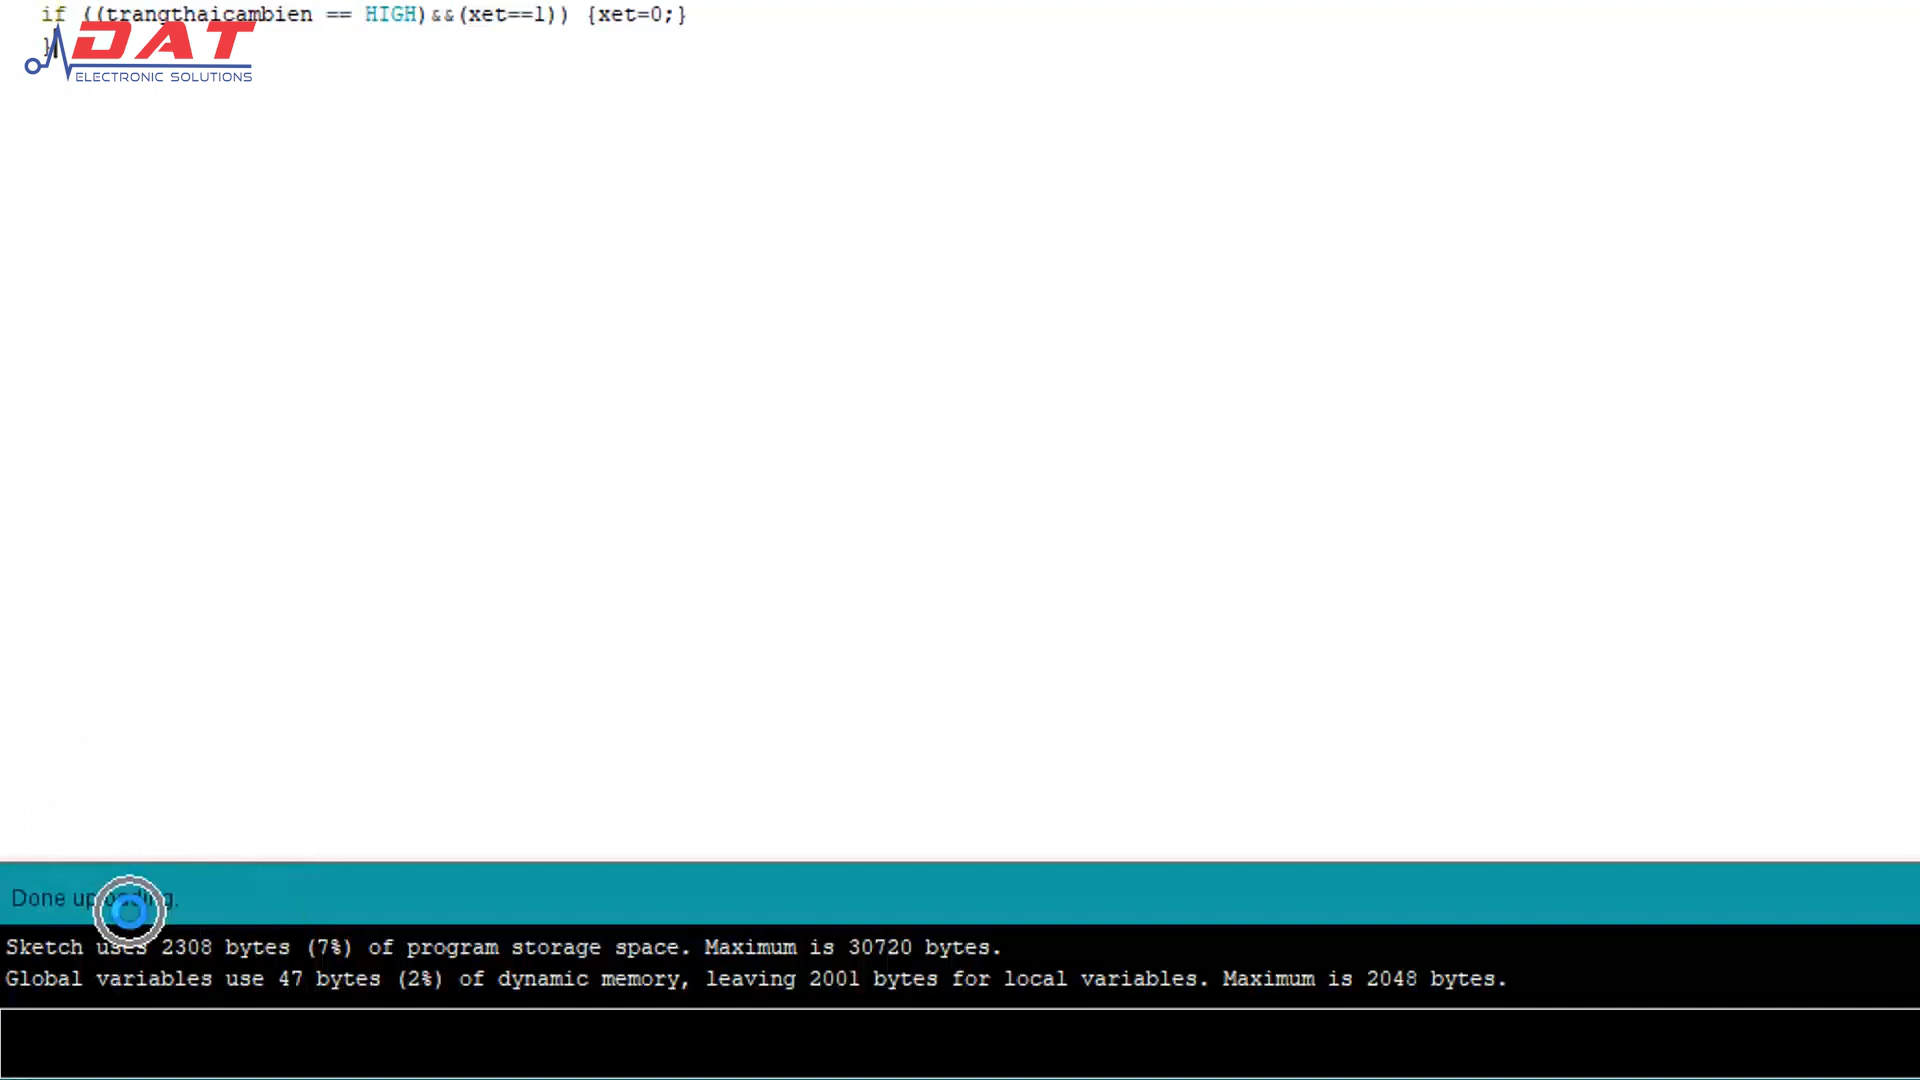 if ((trangthaicambien == HIGH)&&(xet==1)) {xet=0;}
}
DAT
ELECTRONIC SOLUTIONS
Done uploading.
Sketch uses 2308 bytes (7%) of program storage space. Maximum is 30720 bytes.
Global variables use 47 bytes (2%) of dynamic memory, leaving 2001 bytes for local variables. Maximum is 2048 bytes.